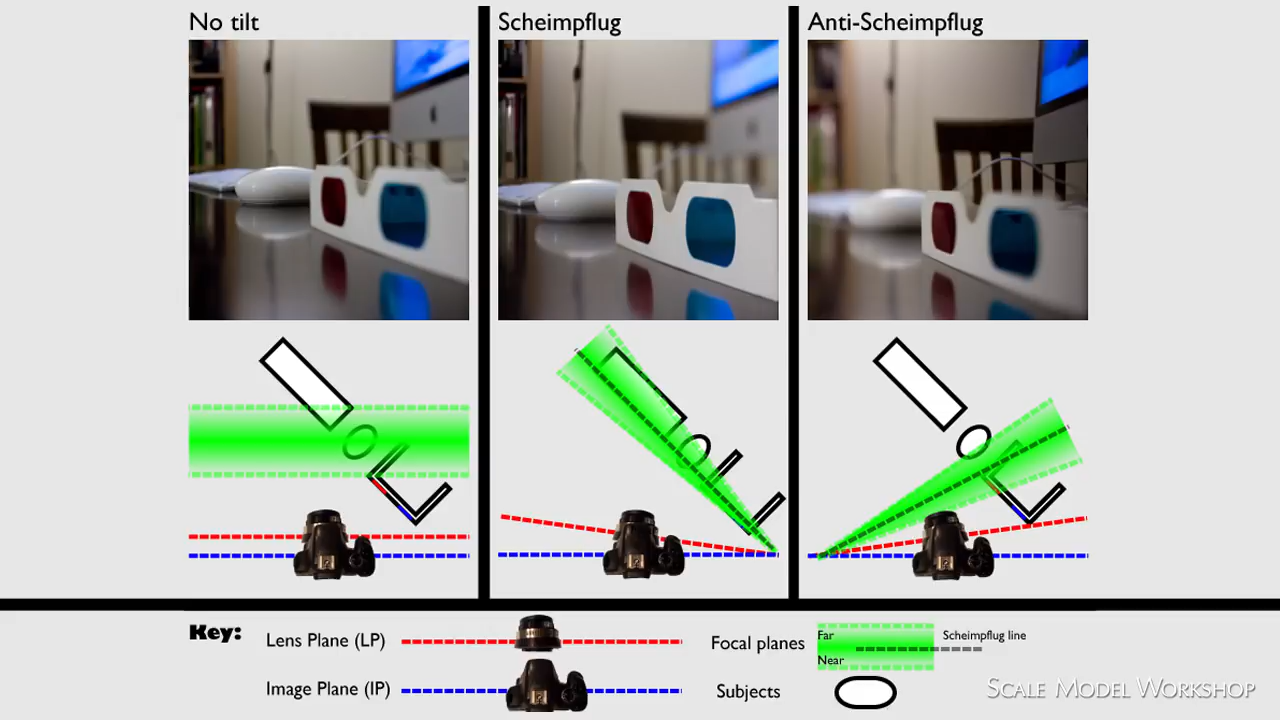 No tilt
Scheimpflug
Anti-Scheimpflug
Key:
Lens Plane (LP)
Image Plane (IP)
Focal planes
Far
Near
Scheimpflug line
Subjects
SCALE MODEL WORKSHOP